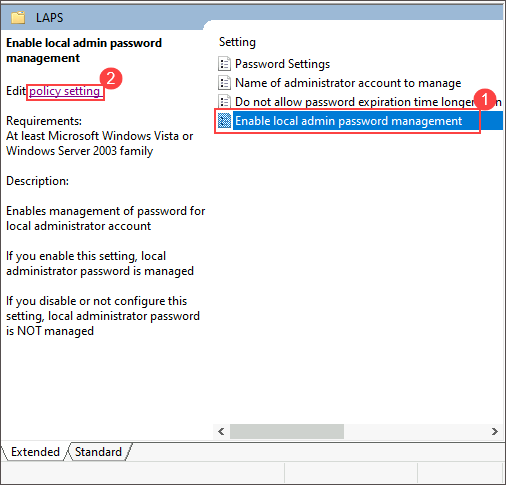 LAPS
Enable local admin password
management
2
Edit policy setting
Requirements:
At least Microsoft Windows Vista or
Windows Server 2003 family
Description:
Enables management of password for
local administrator account
If you enable this setting, local
administrator password is managed
If you disable or not configure this
setting, local administrator password
is NOT managed
Setting
Password Settings
Name of administrator account to manage
Do not allow password expiration time longer
1
Enable local admin password management
Extended
Standard